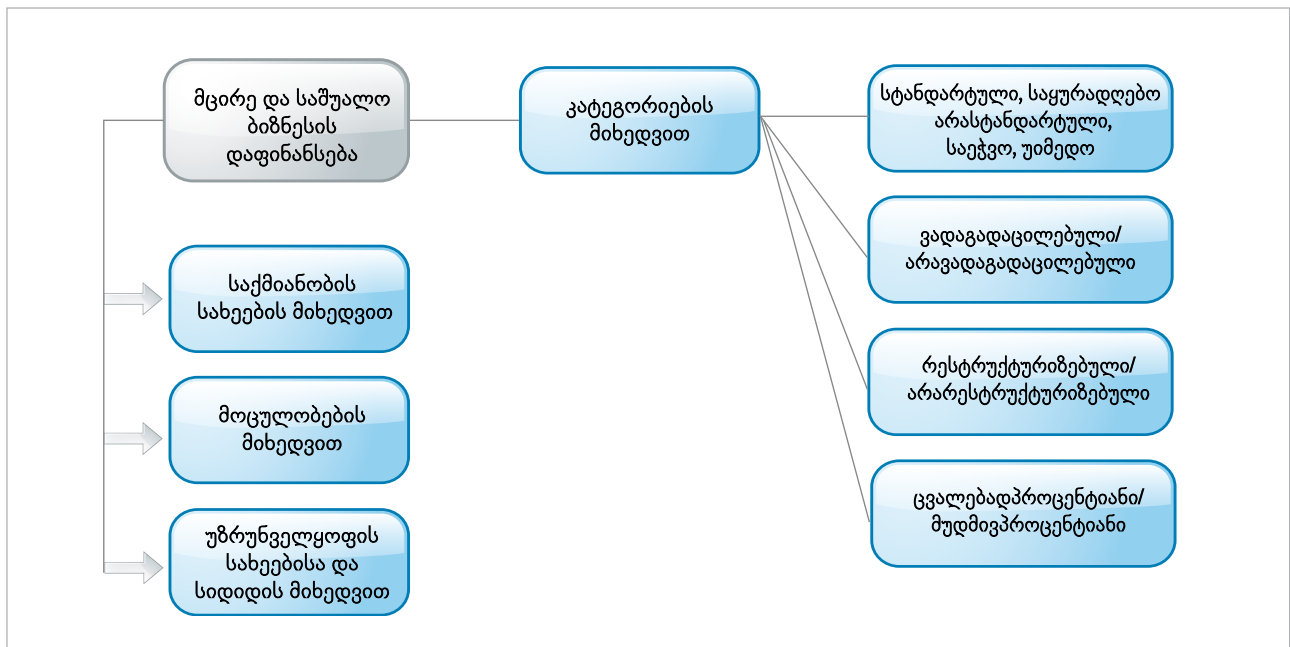 მცირე და საშუალო
ბიზნესის
დაფინანსება
კატეგორიების
მიხედვით
სტანდარტული, საყურადღებო
არასტანდარტული,
საეჭვო, უიმედო
ვადაგადაცილებული/
არავადაგადაცილებული
რესტრუქტურიზებული/
არარესტრუქტურიზებული
ცვალებადპროცენტიანი/
მუდმივპროცენტიანი
საქმიანობის
სახეების მიხედვით
მოცულობების
მიხედვით
უზრუნველყოფის
სახეებისა და
სიდიდის მიხედვით